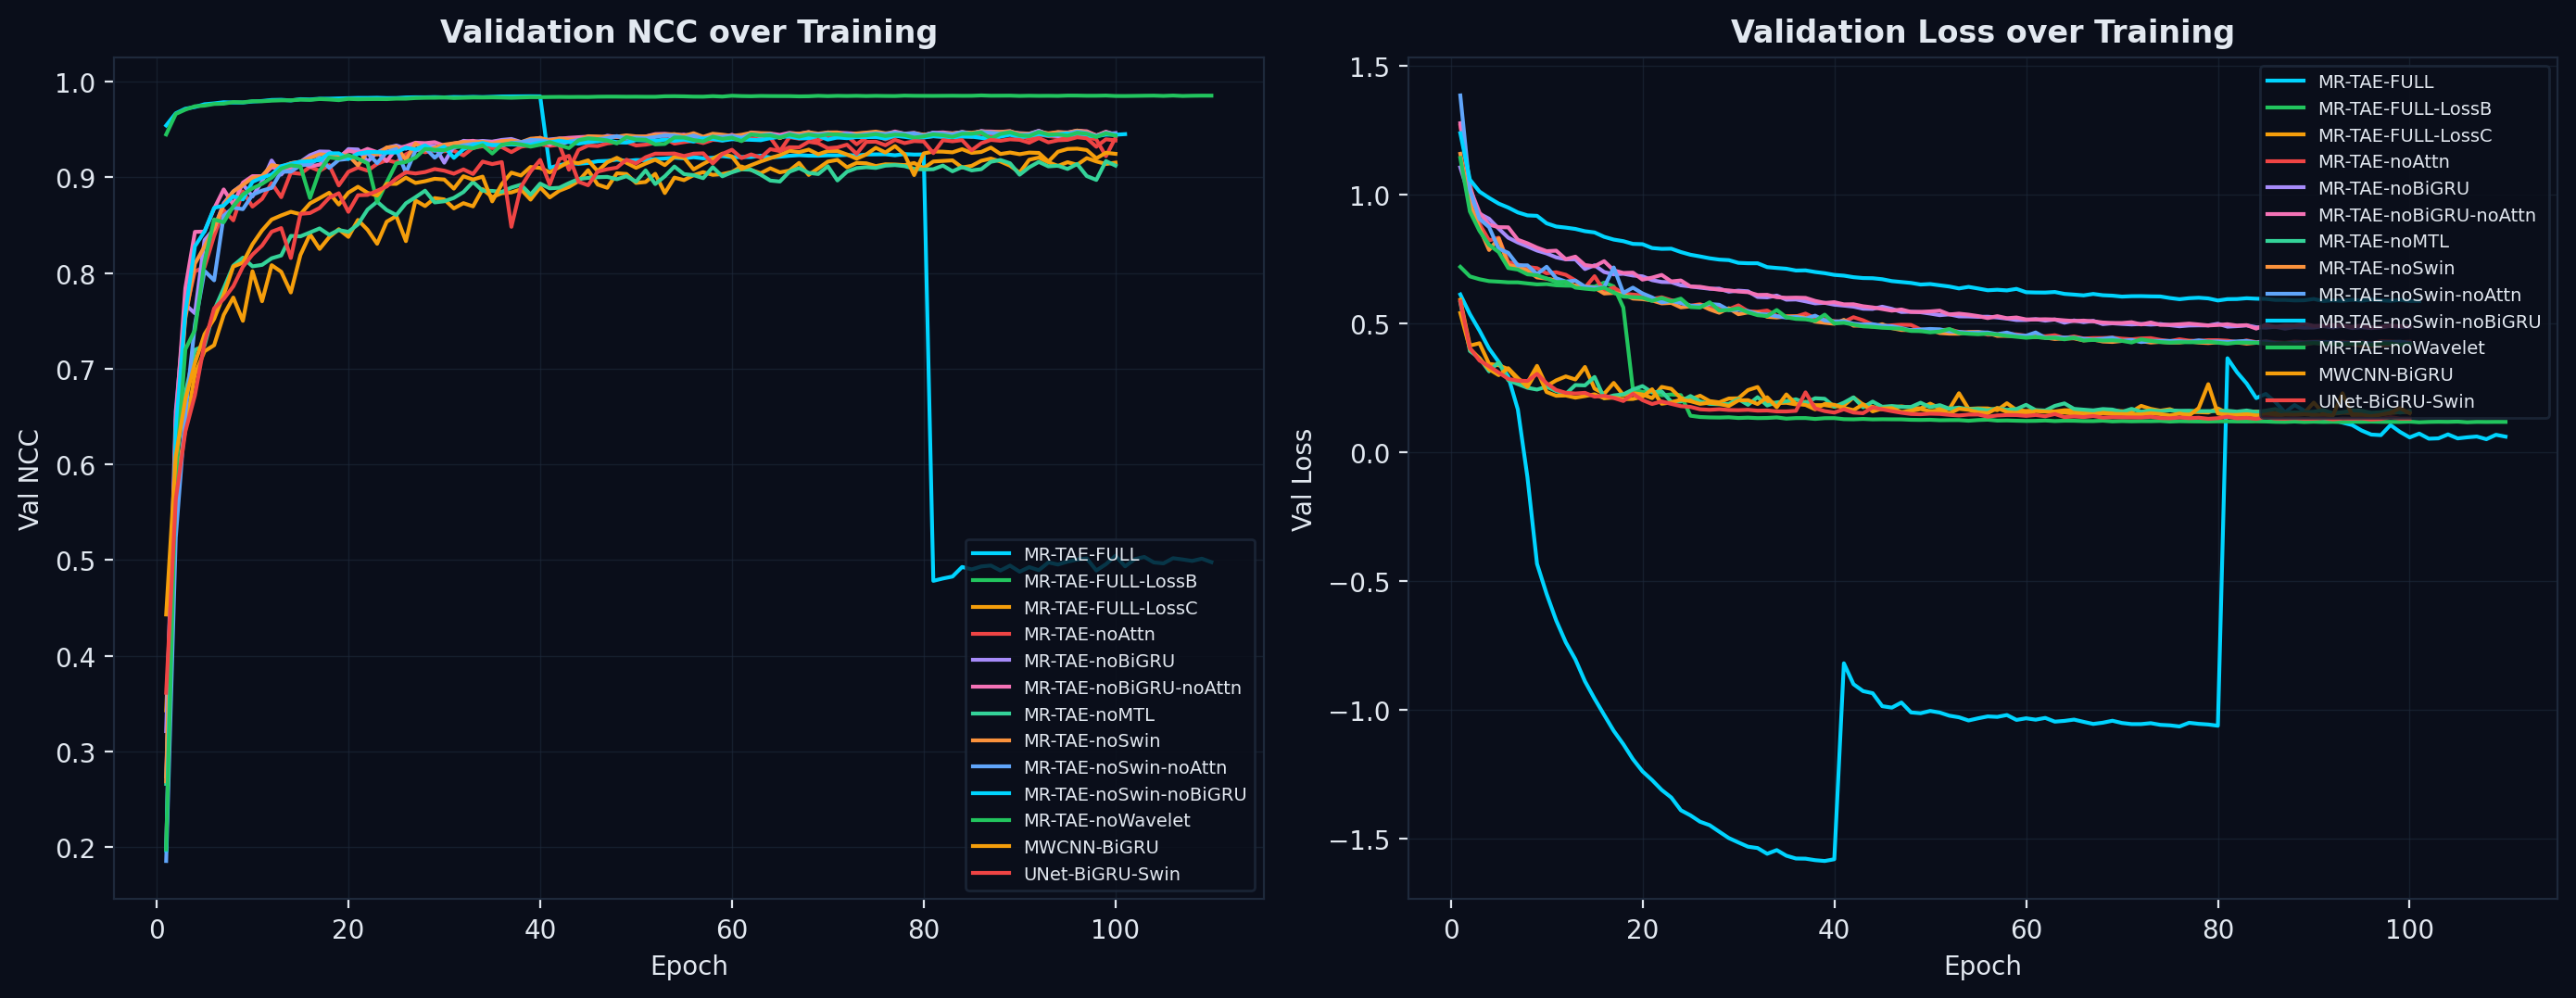 Validation NCC over Training
1.0
0.9
0.8
0.7
0.6
0.5
0.4
0.3
0.2
Val NCC
MR-TAE-FULL
MR-TAE-FULL-LossB
MR-TAE-FULL-LossC
MR-TAE-noAttn
MR-TAE-noBiGRU
MR-TAE-noBiGRU-noAttn
MR-TAE-noMTL
MR-TAE-noSwin
MR-TAE-noSwin-noAttn
MR-TAE-noSwin-noBiGRU
MR-TAE-noWavelet
MWCNN-BiGRU
UNet-BiGRU-Swin
0 20 40 60 80 100
Epoch
Validation Loss over Training
1.5
1.0
0.5
0.0
−0.5
−1.0
−1.5
Val Loss
MR-TAE-FULL
MR-TAE-FULL-LossB
MR-TAE-FULL-LossC
MR-TAE-noAttn
MR-TAE-noBiGRU
MR-TAE-noBiGRU-noAttn
MR-TAE-noMTL
MR-TAE-noSwin
MR-TAE-noSwin-noAttn
MR-TAE-noSwin-noBiGRU
MR-TAE-noWavelet
MWCNN-BiGRU
UNet-BiGRU-Swin
0 20 40 60 80 100
Epoch